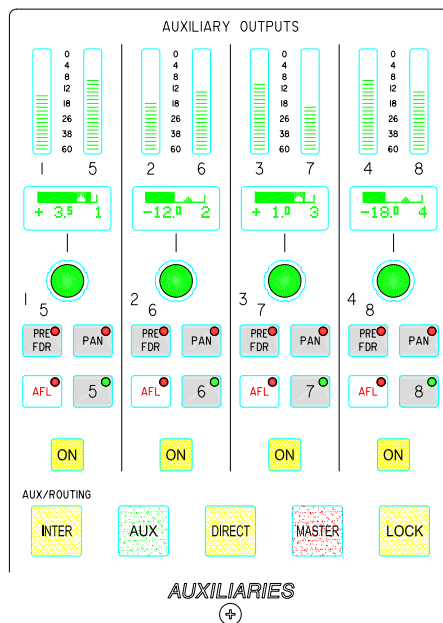 AUXILIARY OUTPUTS
0 0 0 0
4 4 4 4
8 8 8 8
12 12 12 12
18 18 18 18
26 26 26 26
38 38 38 38
60 60 60 60
1 5 2 6 3 7 4 8
+ 3.5 1 -12.0 2 + 1.0 3 -18.0 4
1 2 3 4
5 6 7 8
PRE FDR PAN PRE FDR PAN PRE FDR PAN PRE FDR PAN
AFL 5 AFL 6 AFL 7 AFL 8
ON ON ON ON
AUX/ROUTING
INTER AUX DIRECT MASTER LOCK
AUXILIARIES